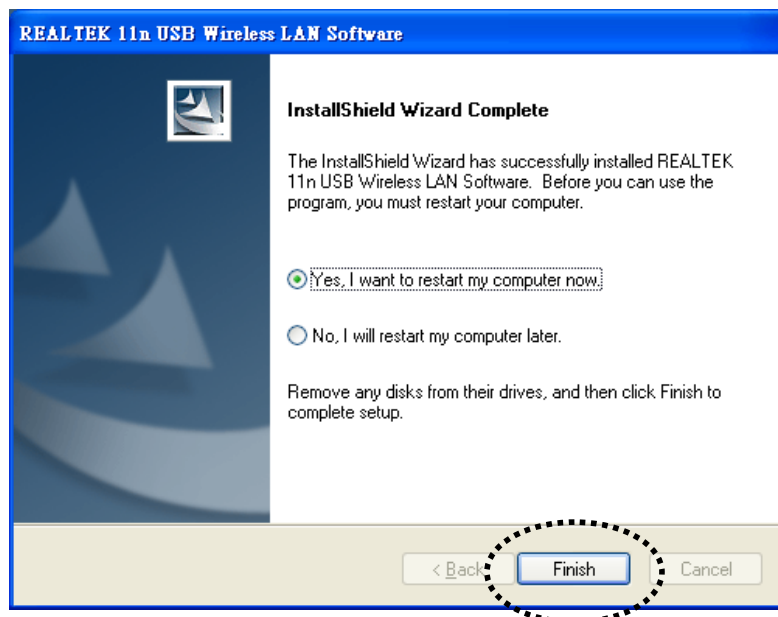 REALTEK 11n USB Wireless LAN Software
InstallShield Wizard Complete
The InstallShield Wizard has successfully installed REALTEK
11n USB Wireless LAN Software.  Before you can use the
program, you must restart your computer.
Yes, I want to restart my computer now.
No, I will restart my computer later.
Remove any disks from their drives, and then click Finish to
complete setup.
< Back
Finish
Cancel